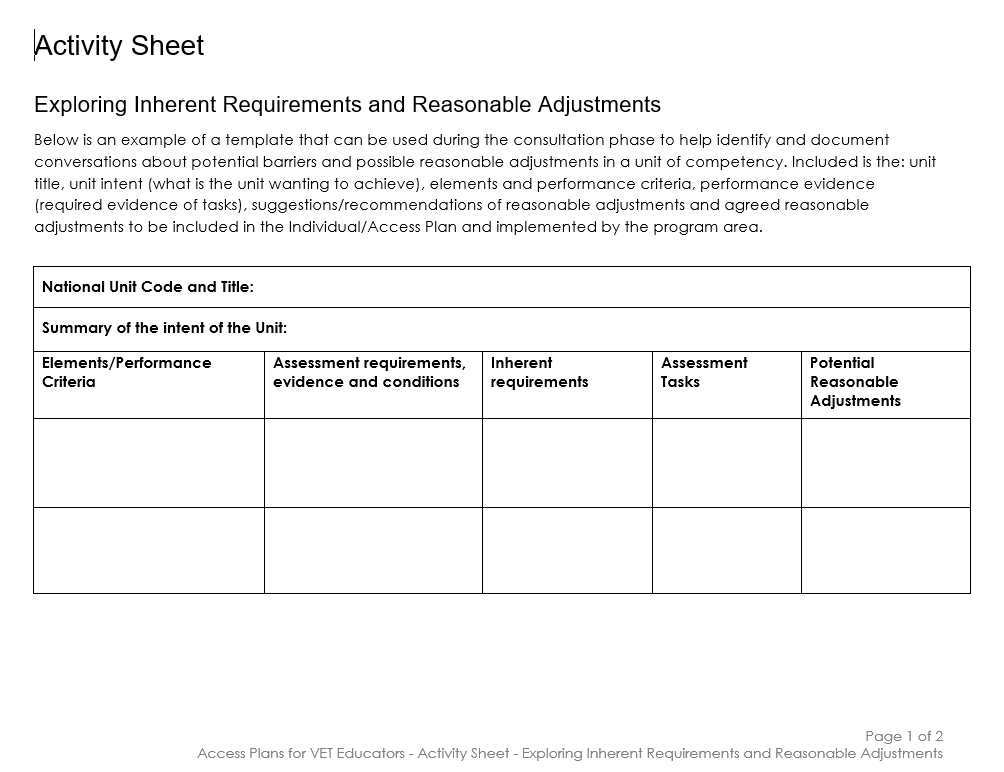 Activity Sheet
Exploring Inherent Requirements and Reasonable Adjustments
Below is an example of a template that can be used during the consultation phase to help identify and document
conversations about potential barriers and possible reasonable adjustments in a unit of competency. Included is the: unit
title, unit intent (what is the unit wanting to achieve), elements and performance criteria, performance evidence
(required evidence of tasks), suggestions/recommendations of reasonable adjustments and agreed reasonable
adjustments to be included in the Individual/Access Plan and implemented by the program area.
National Unit Code and Title:
Summary of the intent of the Unit:
Elements/Performance
Criteria
Assessment requirements,
evidence and conditions
Inherent
requirements
Assessment
Tasks
Potential
Reasonable
Adjustments
Page 1 of 2
Access Plans for VET Educators - Activity Sheet - Exploring Inherent Requirements and Reasonable Adjustments